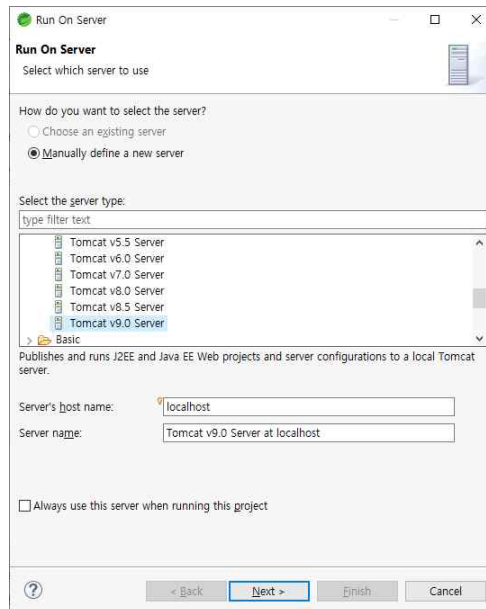 Run On Server
Run On Server
Select which server to use
How do you want to select the server?
Choose an existing server
Manually define a new server
Select the server type:
type filter text
Tomcat v5.5 Server
Tomcat v6.0 Server
Tomcat v7.0 Server
Tomcat v8.0 Server
Tomcat v8.5 Server
Tomcat v9.0 Server
Basic
Publishes and runs J2EE and Java EE Web projects and server configurations to a local Tomcat
server.
Server's host name: localhost
Server name: Tomcat v9.0 Server at localhost
Always use this server when running this project
? < Back Next > Finish Cancel